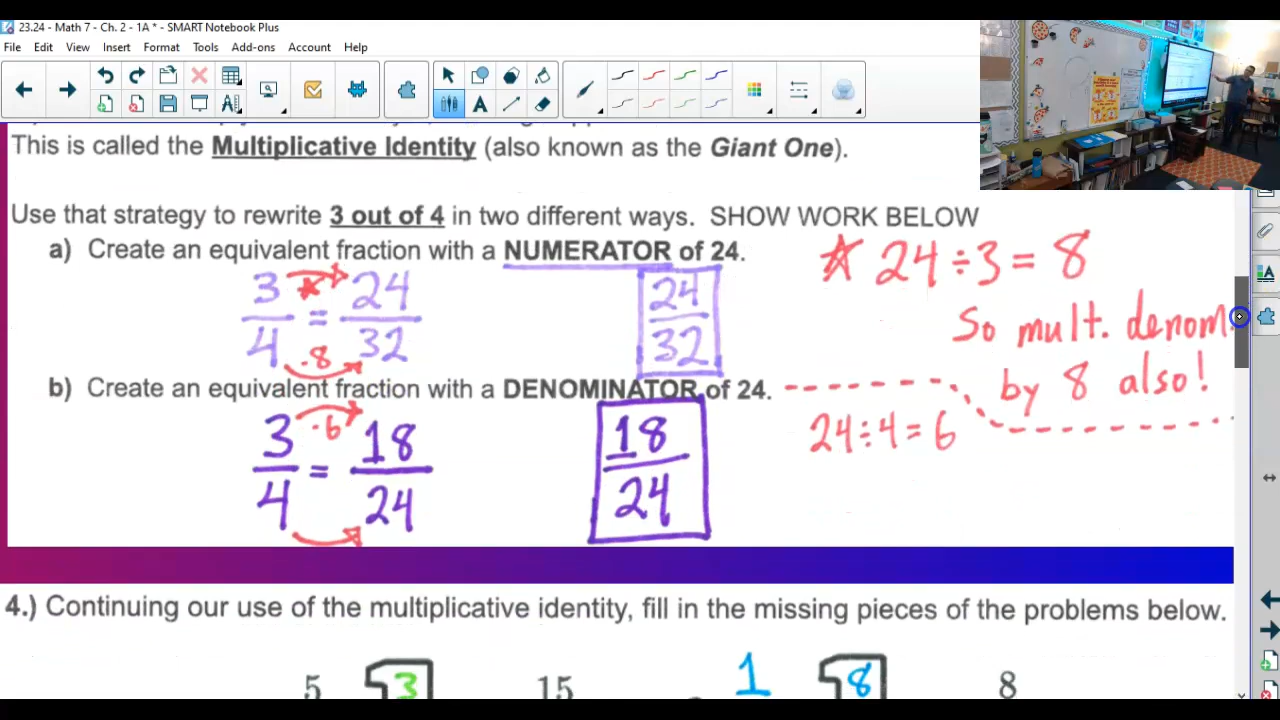 23.24 - Math 7 - Ch. 2 - 1A * - SMART Notebook Plus
File Edit View Insert Format Tools Add-ons Account Help
This is called the Multiplicative Identity (also known as the Giant One).
Use that strategy to rewrite 3 out of 4 in two different ways. SHOW WORK BELOW
a) Create an equivalent fraction with a NUMERATOR of 24.
3/4 = 24/32
·8
24/32
* 24 ÷ 3 = 8
So mult. denom.
by 8 also!
b) Create an equivalent fraction with a DENOMINATOR of 24.
3/4 = 18/24
·6
18/24
24 ÷ 4 = 6
4.) Continuing our use of the multiplicative identity, fill in the missing pieces of the problems below.
5 3 15 1 8 8